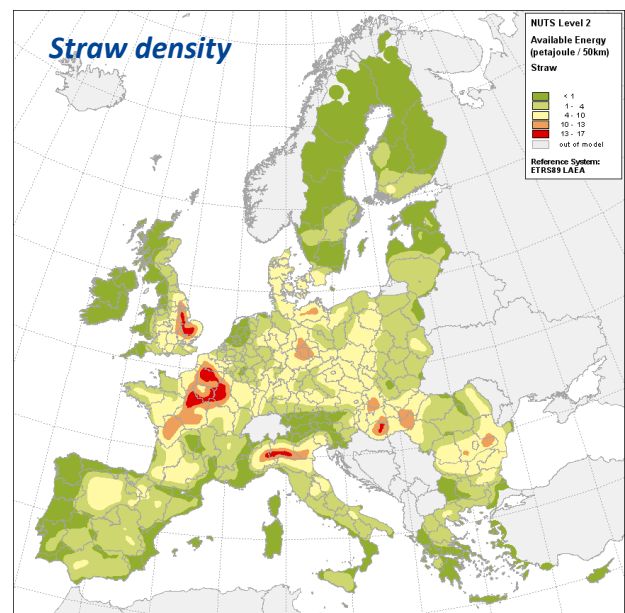 Straw density
NUTS Level 2
Available Energy
(petajoule / 50km)
Straw
< 1
1 - 4
4 - 10
10 - 13
13 - 17
out of model
Reference System:
ETRS89 LAEA